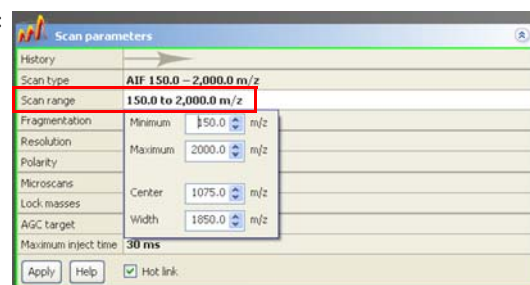 :
Scan parameters
History
Scan type AIF 150.0 – 2,000.0 m/z
Scan range 150.0 to 2,000.0 m/z
Fragmentation Minimum 150.0 m/z
Resolution Maximum 2000.0 m/z
Polarity
Microscans
Lock masses Center 1075.0 m/z
AGC target Width 1850.0 m/z
Maximum inject time 30 ms
Apply Help Hot link